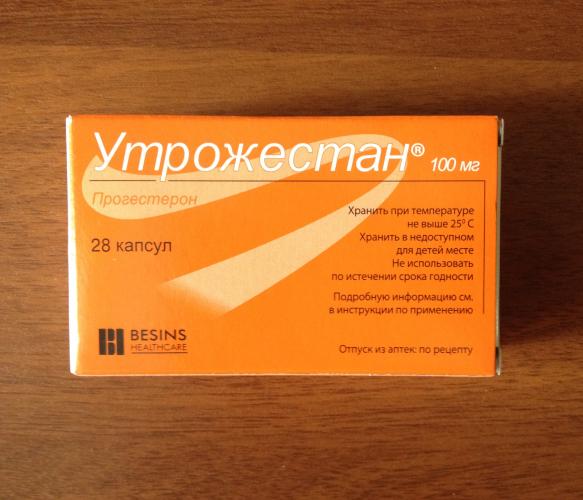 Утрожестан® 100 мг
Прогестерон
28 капсул
Хранить при температуре
не выше 25⁰ С
Хранить в недоступном
для детей месте
Не использовать
по истечении срока годности
Подробную информацию см.
в инструкции по применению
BESINS
HEALTHCARE
Отпуск из аптек: по рецепту